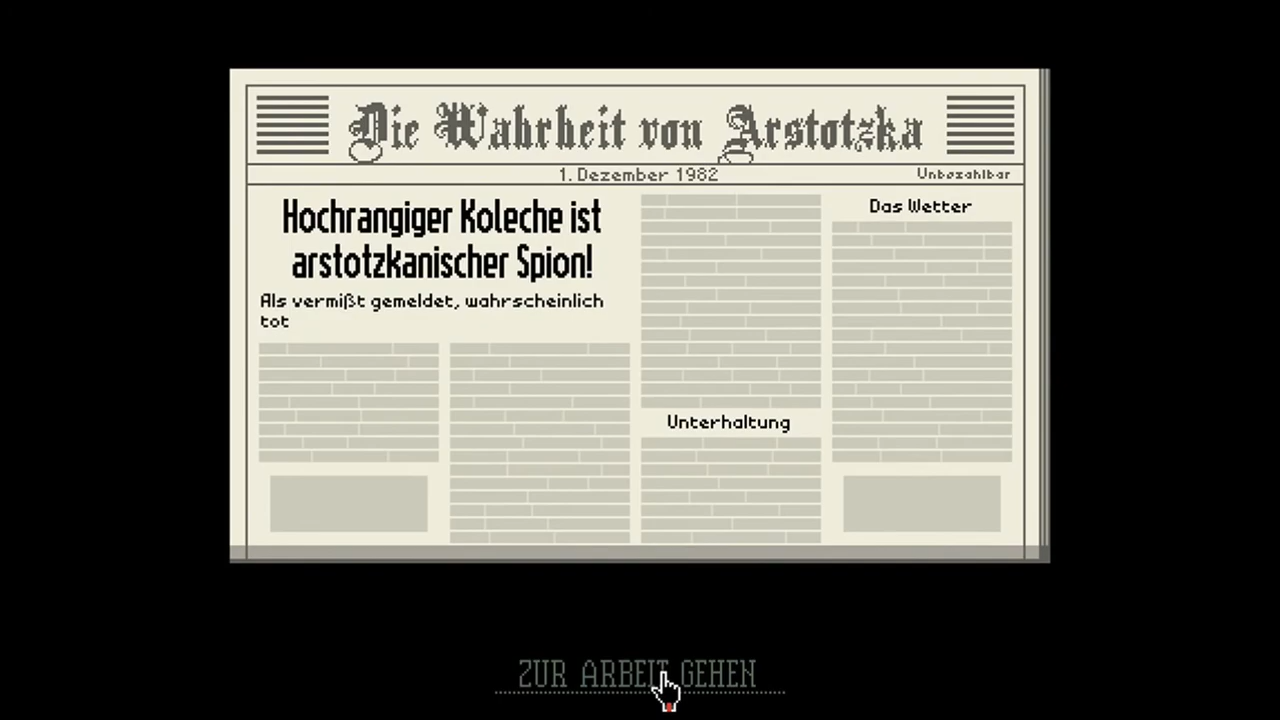 Die Wahrheit von Arstotzka
1. Dezember 1982
Unbezahlbar
Hochrangiger Koleche ist
arstotzkanischer Spion!
Als vermißt gemeldet, wahrscheinlich
tot
Unterhaltung
Das Wetter
ZUR ARBEIT GEHEN